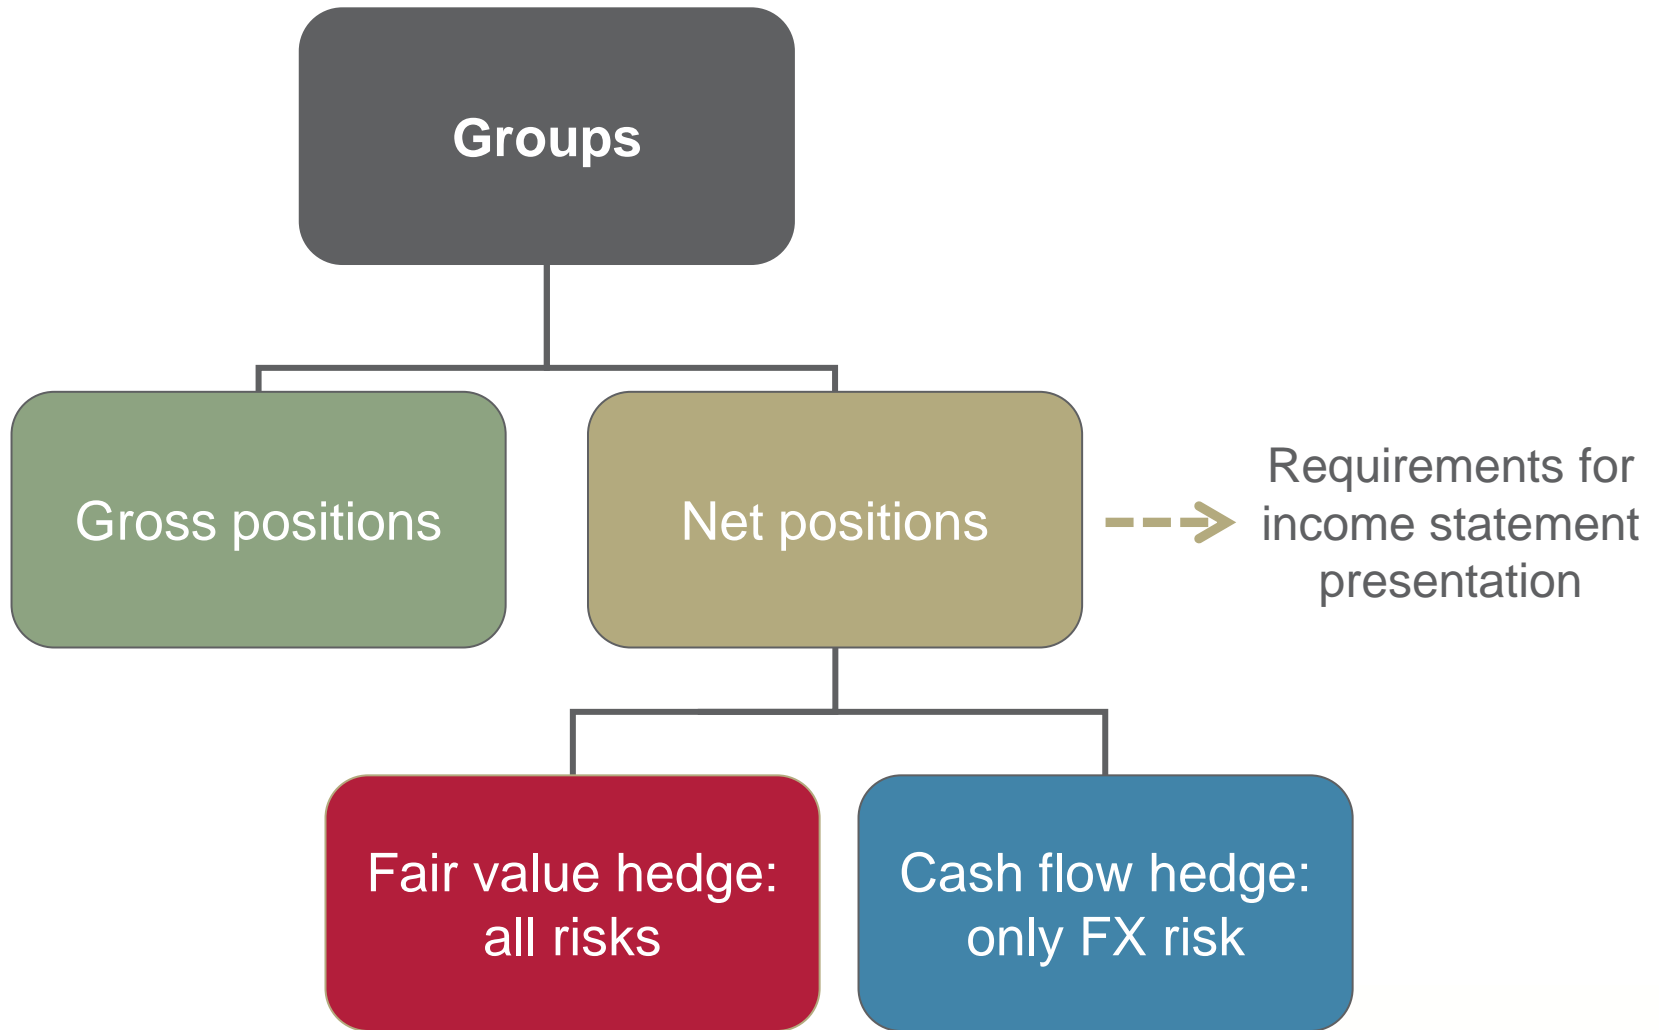 Groups
Gross positions
Net positions
Requirements for
income statement
presentation
Fair value hedge:
all risks
Cash flow hedge:
only FX risk